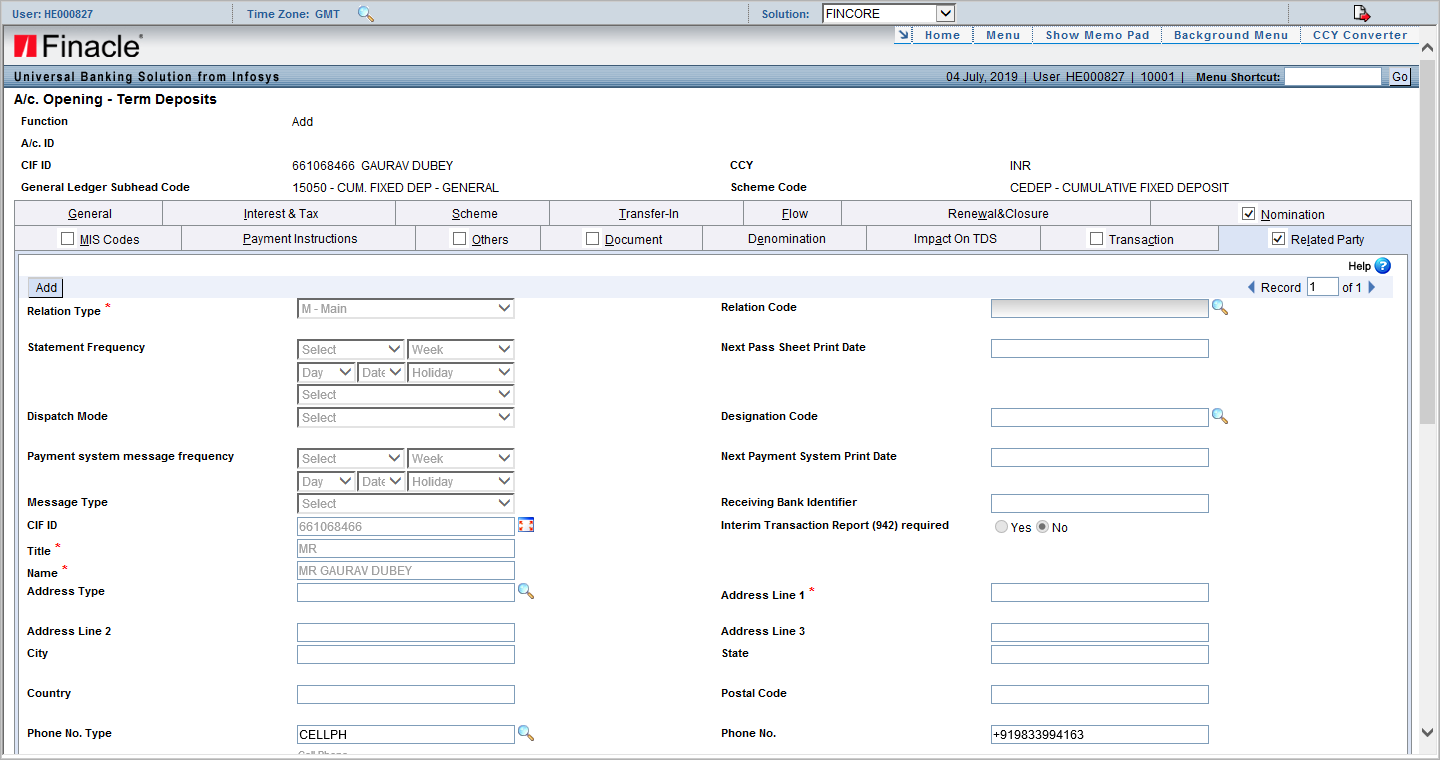 User: HE000827 Time Zone: GMT Solution: FINCORE
Finacle
Home Menu Show Memo Pad Background Menu CCY Converter
Universal Banking Solution from Infosys 04 July, 2019 | User HE000827 | 10001 | Menu Shortcut: Go
A/c. Opening - Term Deposits
Function Add
A/c. ID
CIF ID 661068466 GAURAV DUBEY CCY INR
General Ledger Subhead Code 15050 - CUM. FIXED DEP - GENERAL Scheme Code CEDEP - CUMULATIVE FIXED DEPOSIT
General Interest & Tax Scheme Transfer-In Flow Renewal&Closure Nomination
MIS Codes Payment Instructions Others Document Denomination Impact On TDS Transaction Related Party
Help ?
Add Record 1 of 1
Relation Type * M - Main Relation Code
Statement Frequency Select Week Next Pass Sheet Print Date
Day Date Holiday
Select
Dispatch Mode Select Designation Code
Payment system message frequency Select Week Next Payment System Print Date
Day Date Holiday
Message Type Select Receiving Bank Identifier
CIF ID 661068466 Interim Transaction Report (942) required Yes No
Title * MR
Name * MR GAURAV DUBEY
Address Type Address Line 1 *
Address Line 2 Address Line 3
City State
Country Postal Code
Phone No. Type CELLPH Phone No. +919833994163